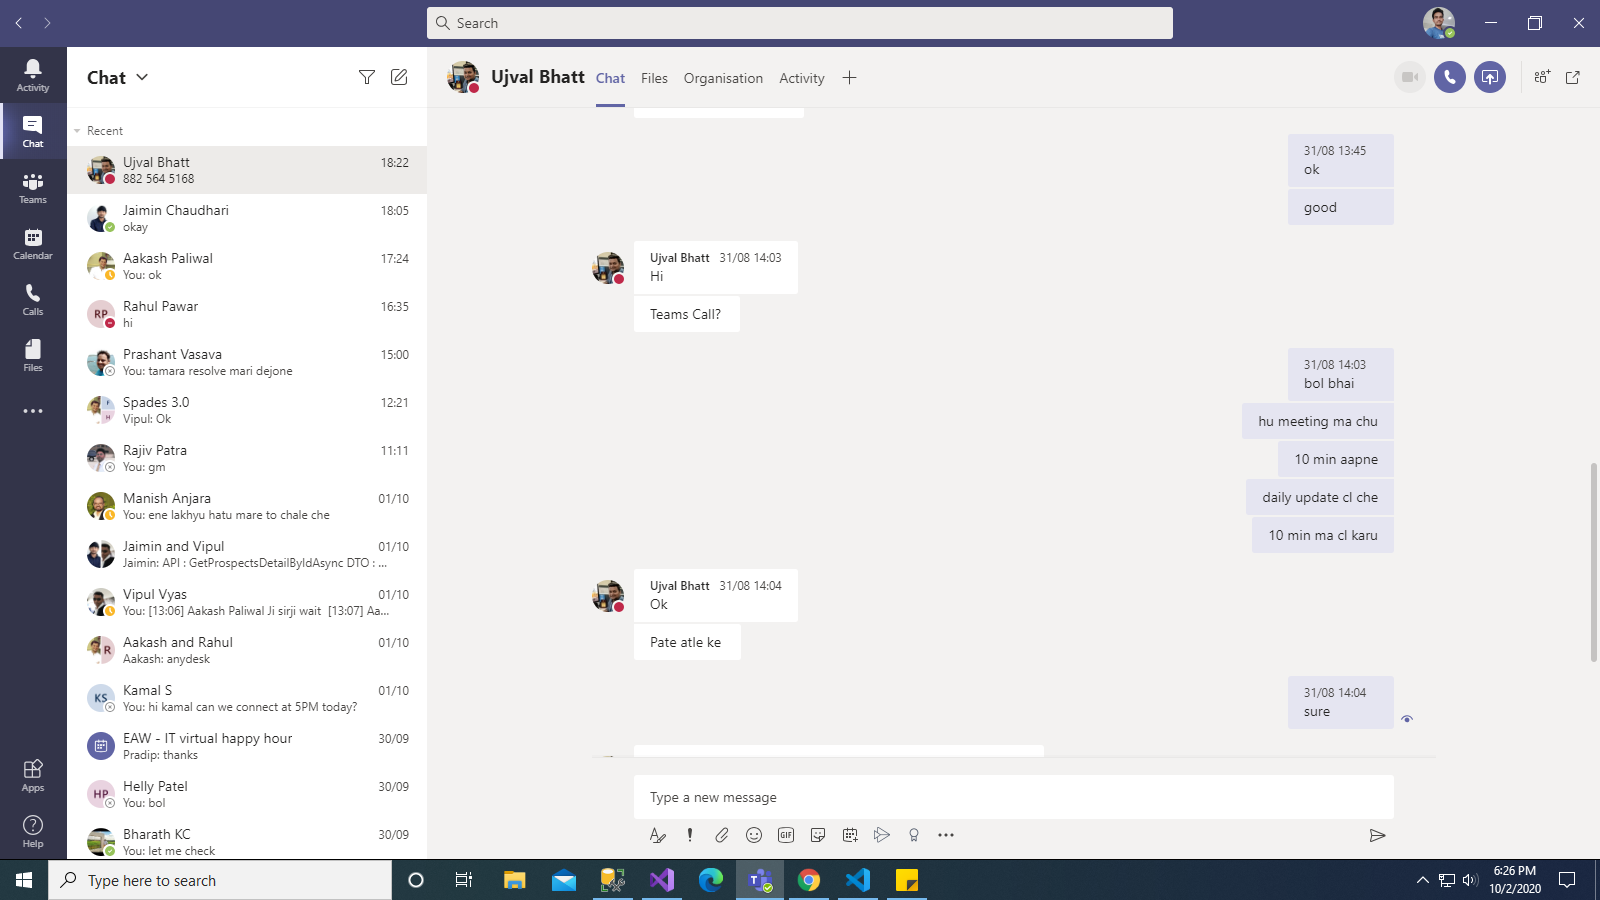 Search
Activity
Chat
Teams
Calendar
Calls
Files
Apps
Help
Chat
Recent
Ujval Bhatt 18:22
882 564 5168
Jaimin Chaudhari 18:05
okay
Aakash Paliwal 17:24
You: ok
RP
Rahul Pawar 16:35
hi
Prashant Vasava 15:00
You: tamara resolve mari dejone
F
H
Spades 3.0 12:21
Vipul: Ok
Rajiv Patra 11:11
You: gm
Manish Anjara 01/10
You: ene lakhyu hatu mare to chale che
Jaimin and Vipul 01/10
Jaimin: API : GetProspectsDetailByIdAsync DTO : ...
Vipul Vyas 01/10
You: [13:06] Aakash Paliwal Ji sirji wait [13:07] Aa...
R
Aakash and Rahul 01/10
Aakash: anydesk
KS
Kamal S 01/10
You: hi kamal can we connect at 5PM today?
EAW - IT virtual happy hour 30/09
Pradip: thanks
HP
Helly Patel 30/09
You: bol
Bharath KC 30/09
You: let me check
Ujval Bhatt Chat Files Organisation Activity
31/08 13:45
ok
good
Ujval Bhatt 31/08 14:03
Hi
Teams Call?
31/08 14:03
bol bhai
hu meeting ma chu
10 min aapne
daily update cl che
10 min ma cl karu
Ujval Bhatt 31/08 14:04
Ok
Pate atle ke
31/08 14:04
sure
Type a new message
GIF
Type here to search
6:26 PM
10/2/2020